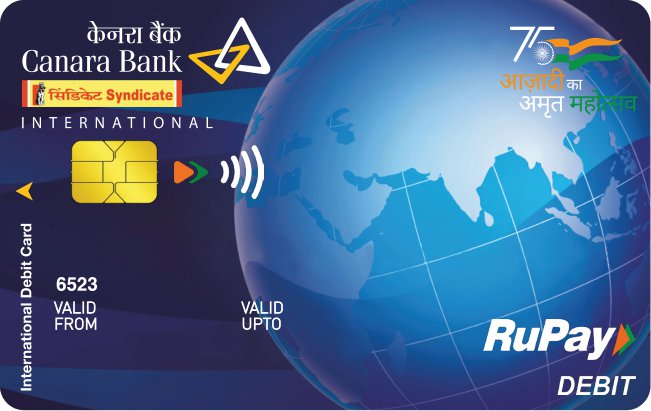 केनरा बैंक
Canara Bank
सिंडिकेट Syndicate
INTERNATIONAL
75
आज़ादी का
अमृत महोत्सव
International Debit Card
6523
VALID FROM
VALID UPTO
RuPay
DEBIT